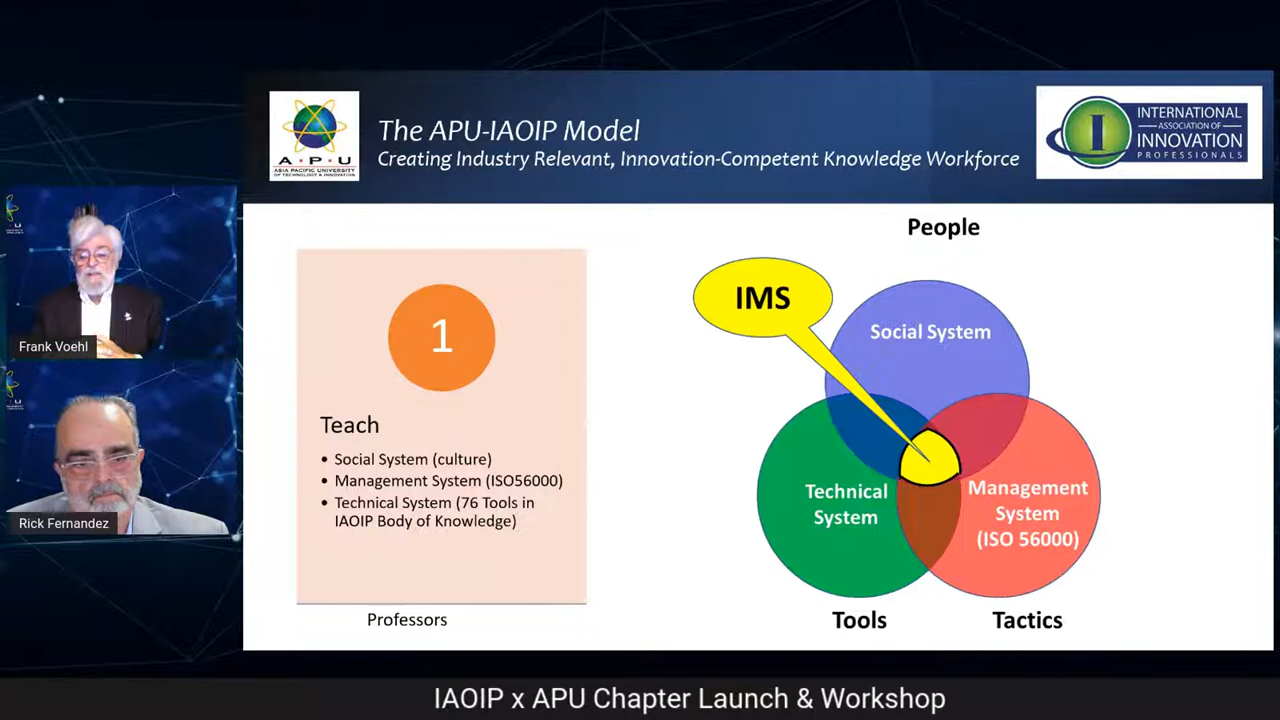 The APU-IAOIP Model
Creating Industry Relevant, Innovation-Competent Knowledge Workforce
A • P • U
ASIA PACIFIC UNIVERSITY
OF TECHNOLOGY & INNOVATION
I
INTERNATIONAL
ASSOCIATION OF
INNOVATION
PROFESSIONALS
Frank Voehl
Rick Fernandez
1
Teach
• Social System (culture)
• Management System (ISO56000)
• Technical System (76 Tools in
IAOIP Body of Knowledge)
Professors
People
IMS
Social System
Technical
System
Management
System
(ISO 56000)
Tools
Tactics
IAOIP x APU Chapter Launch & Workshop